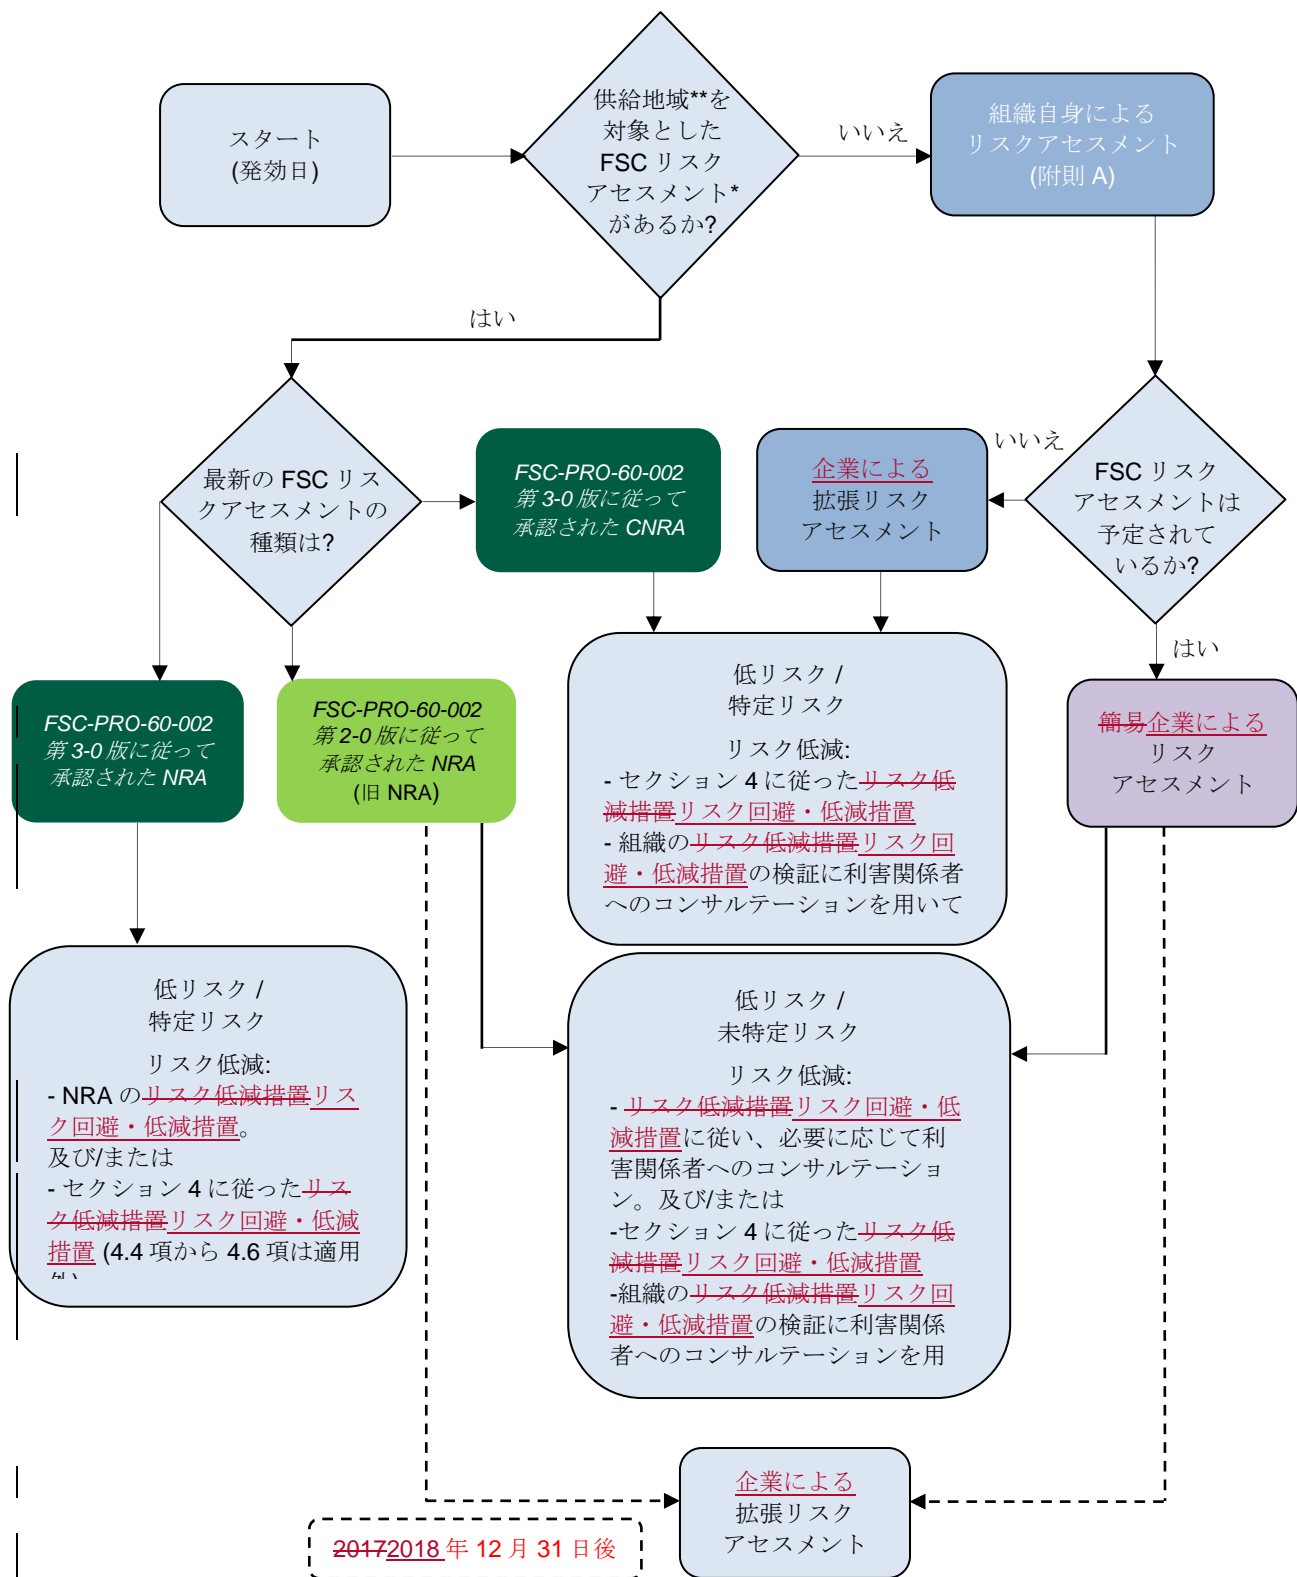 スタート
(発効日)
供給地域**を
対象とした
FSC リスク
アセスメント*
があるか?
いいえ
組織自身による
リスクアセスメント
(附則 A)
はい
最新の FSC リス
クアセスメントの
種類は?
FSC-PRO-60-002
第 3-0 版に従って
承認された CNRA
企業による
拡張リスク
アセスメント
いいえ
FSC リスク
アセスメントは
予定されて
いるか?
はい
FSC-PRO-60-002
第 3-0 版に従って
承認された NRA
FSC-PRO-60-002
第 2-0 版に従って
承認された NRA
(旧 NRA)
低リスク /
特定リスク
リスク低減:
- セクション 4 に従ったリスク低
減措置リスク回避・低減措置
- 組織のリスク低減措置リスク回
避・低減措置の検証に利害関係者
へのコンサルテーションを用いて
簡易企業による
リスク
アセスメント
低リスク /
特定リスク
リスク低減:
- NRA のリスク低減措置リス
ク回避・低減措置。
及び/または
- セクション 4 に従ったリス
ク低減措置リスク回避・低減
措置 (4.4 項から 4.6 項は適用
低リスク /
未特定リスク
リスク低減:
- リスク低減措置リスク回避・低
減措置に従い、必要に応じて利
害関係者へのコンサルテーショ
ン。及び/または
-セクション 4 に従ったリスク低
減措置リスク回避・低減措置
-組織のリスク低減措置リスク回
避・低減措置の検証に利害関係
者へのコンサルテーションを用
企業による
拡張リスク
アセスメント
20172018 年 12 月 31 日後